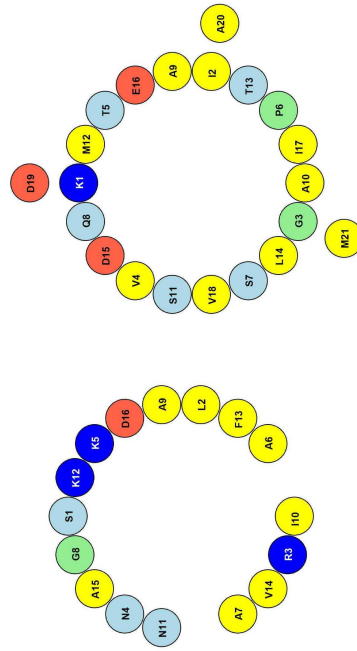 S1
K12
K5
D16
A9
L2
F13
A6
I10
R3
V14
A7
N11
N4
A15
G8
D19
K1
M12
T5
E16
A9
I2
A20
T13
P6
I17
A10
G3
M21
L14
S7
V18
S11
V4
D15
Q8